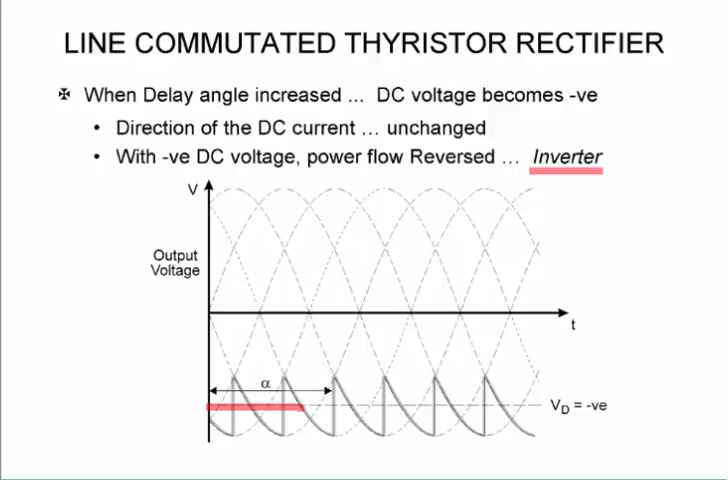 LINE COMMUTATED THYRISTOR RECTIFIER
✠ When Delay angle increased ... DC voltage becomes -ve
• Direction of the DC current ... unchanged
• With -ve DC voltage, power flow Reversed ... Inverter
V
Output
Voltage
t
α
V_D = -ve